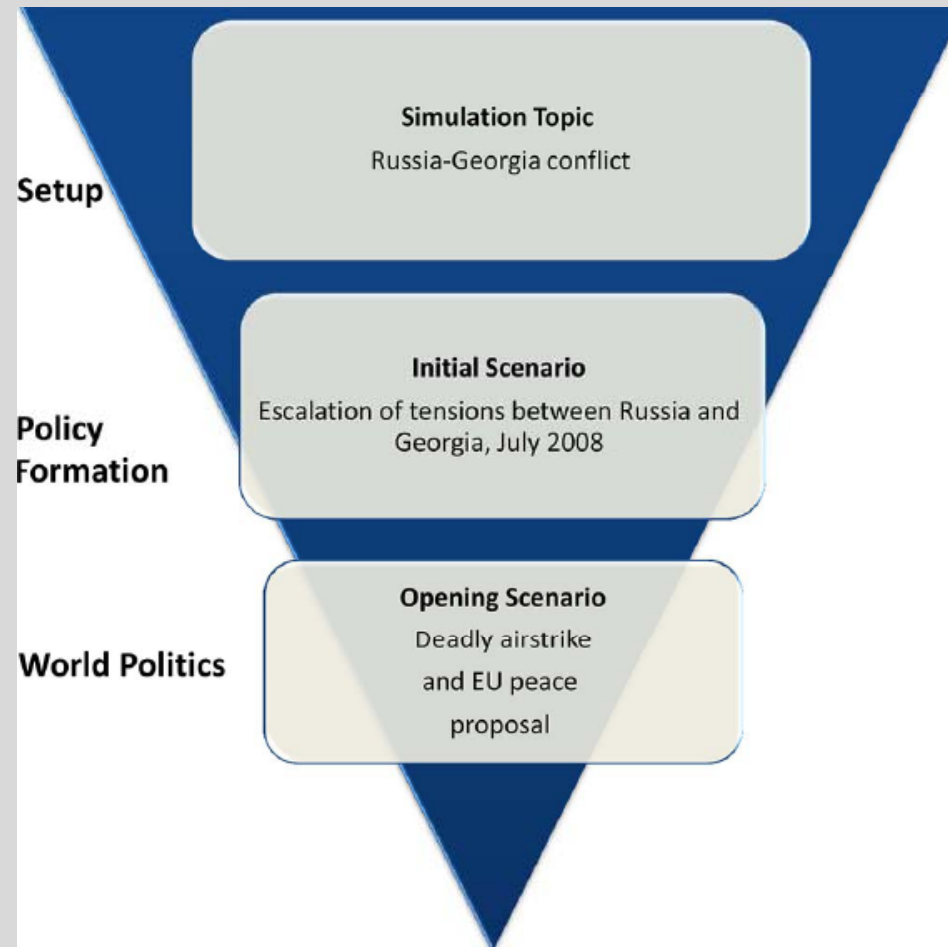 Simulation Topic
Russia-Georgia conflict
Setup
Initial Scenario
Escalation of tensions between Russia and
Georgia, July 2008
Policy
Formation
Opening Scenario
Deadly airstrike
and EU peace
proposal
World Politics